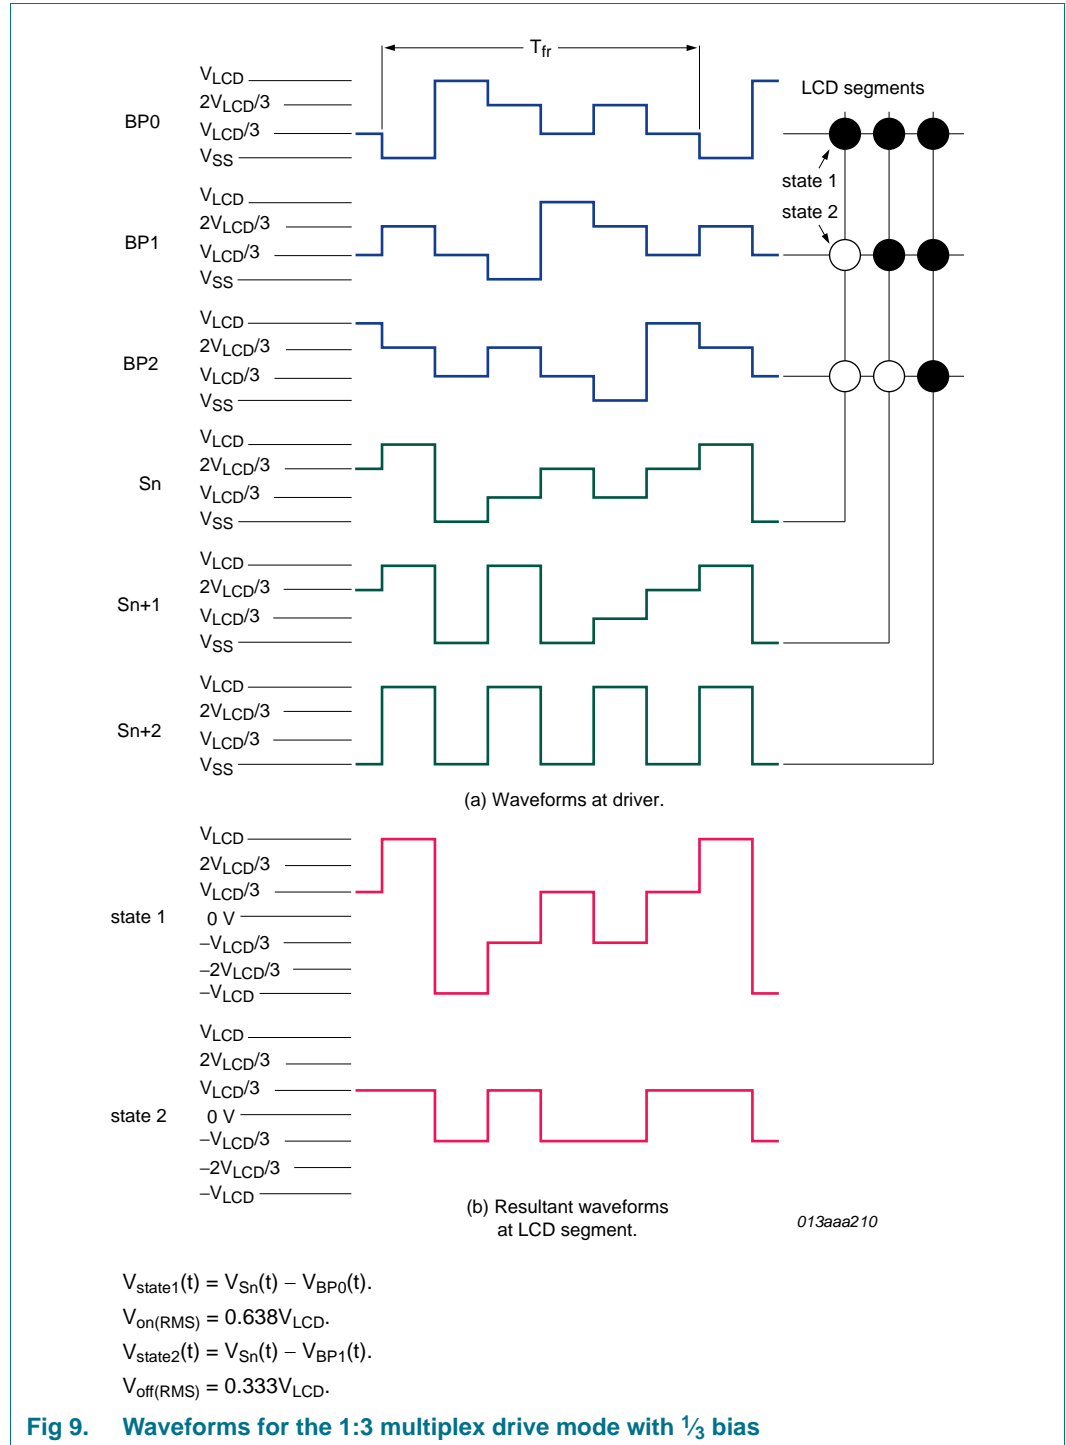 Tfr
BP0
VLCD
2VLCD/3
VLCD/3
VSS
LCD segments
state 1
state 2
BP1
VLCD
2VLCD/3
VLCD/3
VSS
BP2
VLCD
2VLCD/3
VLCD/3
VSS
Sn
VLCD
2VLCD/3
VLCD/3
VSS
Sn+1
VLCD
2VLCD/3
VLCD/3
VSS
Sn+2
VLCD
2VLCD/3
VLCD/3
VSS
(a) Waveforms at driver.
state 1
VLCD
2VLCD/3
VLCD/3
0 V
−VLCD/3
−2VLCD/3
−VLCD
state 2
VLCD
2VLCD/3
VLCD/3
0 V
−VLCD/3
−2VLCD/3
−VLCD
(b) Resultant waveforms
at LCD segment.
013aaa210
Vstate1(t) = VSn(t) − VBP0(t).
Von(RMS) = 0.638VLCD.
Vstate2(t) = VSn(t) − VBP1(t).
Voff(RMS) = 0.333VLCD.
Fig 9. Waveforms for the 1:3 multiplex drive mode with 1⁄3 bias